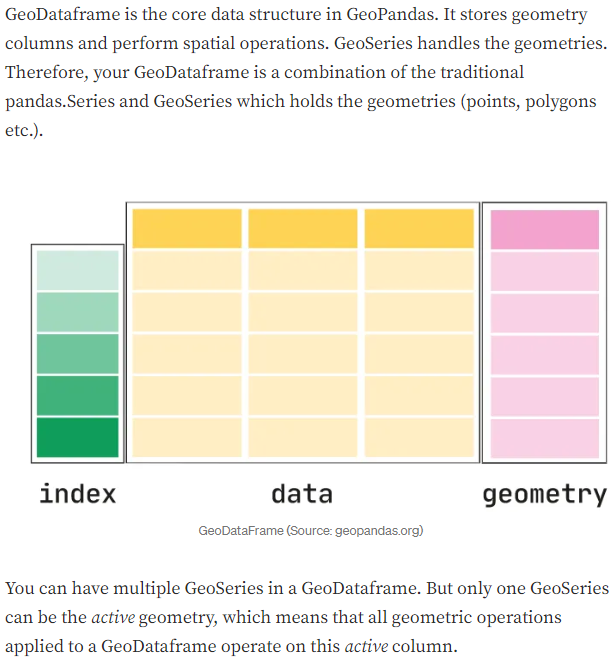 GeoDataframe is the core data structure in GeoPandas. It stores geometry
columns and perform spatial operations. GeoSeries handles the geometries.
Therefore, your GeoDataframe is a combination of the traditional
pandas.Series and GeoSeries which holds the geometries (points, polygons
etc.).
index data geometry
GeoDataFrame (Source: geopandas.org)
You can have multiple GeoSeries in a GeoDataframe. But only one GeoSeries
can be the active geometry, which means that all geometric operations
applied to a GeoDataframe operate on this active column.